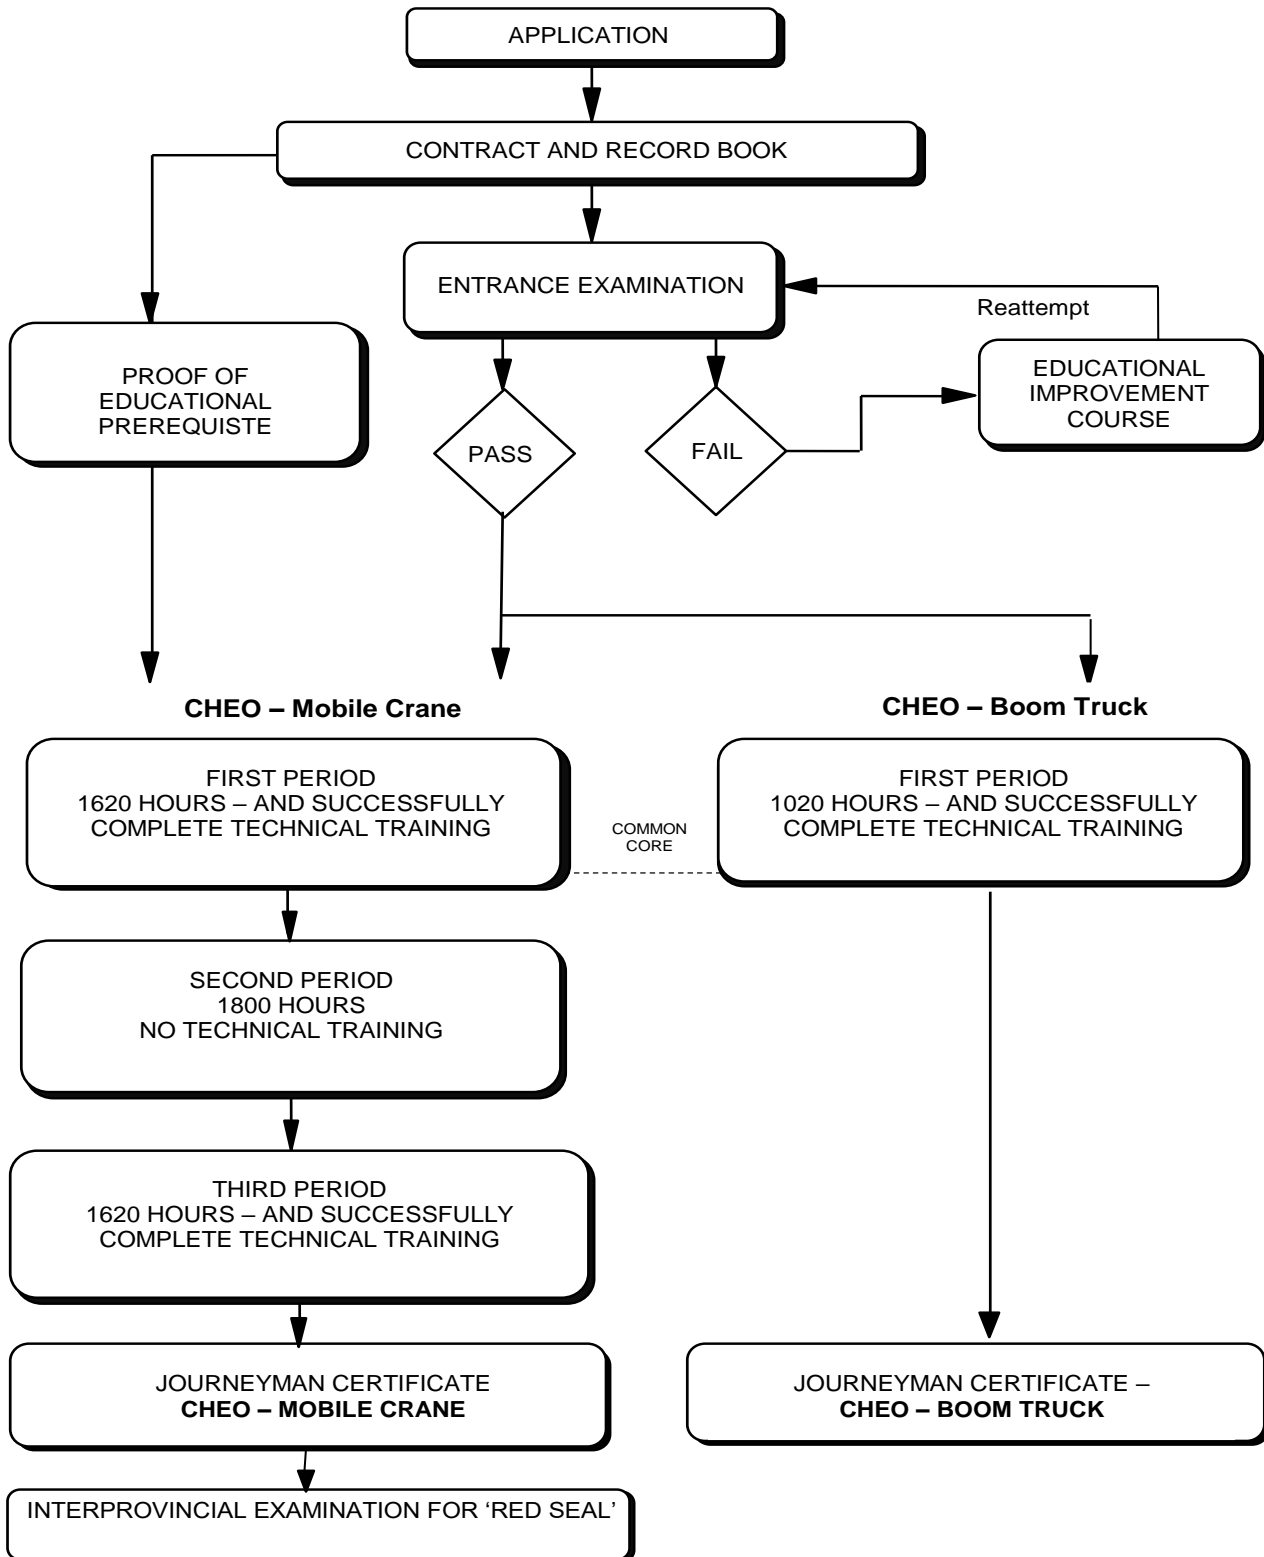 APPLICATION
CONTRACT AND RECORD BOOK
ENTRANCE EXAMINATION
Reattempt
PROOF OF
EDUCATIONAL
PREREQUISTE
PASS
FAIL
EDUCATIONAL
IMPROVEMENT
COURSE
CHEO – Mobile Crane
CHEO – Boom Truck
FIRST PERIOD
1620 HOURS – AND SUCCESSFULLY
COMPLETE TECHNICAL TRAINING
COMMON
CORE
FIRST PERIOD
1020 HOURS – AND SUCCESSFULLY
COMPLETE TECHNICAL TRAINING
SECOND PERIOD
1800 HOURS
NO TECHNICAL TRAINING
THIRD PERIOD
1620 HOURS – AND SUCCESSFULLY
COMPLETE TECHNICAL TRAINING
JOURNEYMAN CERTIFICATE
CHEO – MOBILE CRANE
JOURNEYMAN CERTIFICATE –
CHEO – BOOM TRUCK
INTERPROVINCIAL EXAMINATION FOR ‘RED SEAL’